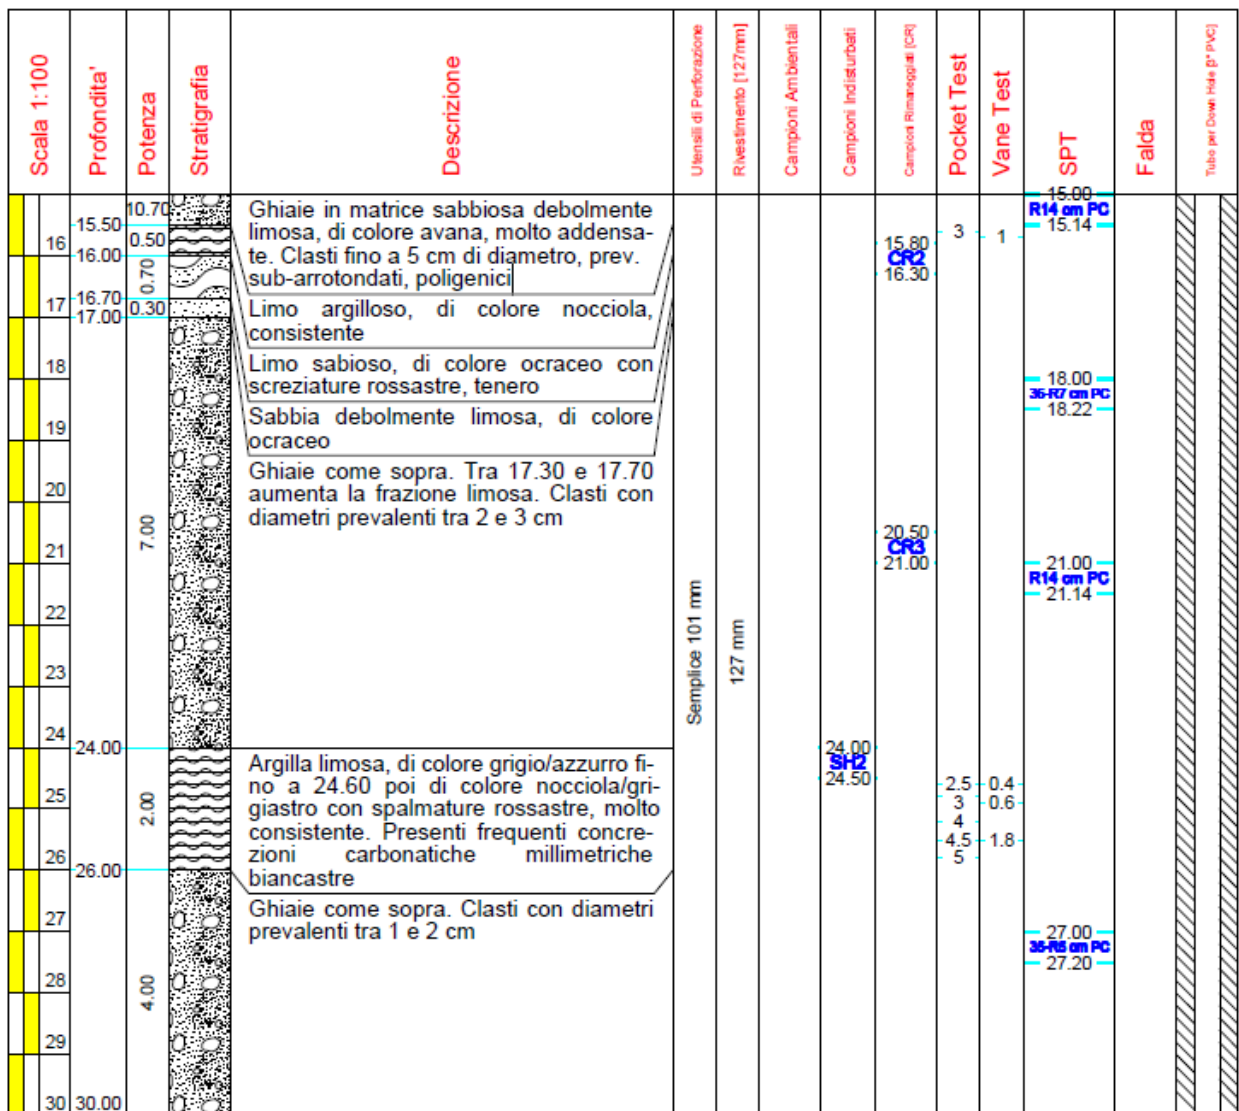 Scala 1:100
Profondita'
Potenza
Stratigrafia
Descrizione
Utensili di Perforazione
Rivestimento [127mm]
Campioni Ambientali
Campioni Indisturbati
Campioni Rimaneggiati [CR]
Pocket Test
Vane Test
SPT
Falda
Tubo per Down Hole [3" PVC]
16
17
18
19
20
21
22
23
24
25
26
27
28
29
30
15.50
16.00
16.70
17.00
24.00
26.00
30.00
10.70
0.50
0.70
0.30
7.00
2.00
4.00
Ghiaie in matrice sabbiosa debolmente
limosa, di colore avana, molto addensa-
te. Clasti fino a 5 cm di diametro, prev.
sub-arrotondati, poligenici
Limo argilloso, di colore nocciola,
consistente
Limo sabioso, di colore ocraceo con
screziature rossastre, tenero
Sabbia debolmente limosa, di colore
ocraceo
Ghiaie come sopra. Tra 17.30 e 17.70
aumenta la frazione limosa. Clasti con
diametri prevalenti tra 2 e 3 cm
Argilla limosa, di colore grigio/azzurro fi-
no a 24.60 poi di colore nocciola/gri-
giastro con spalmature rossastre, molto
consistente. Presenti frequenti concre-
zioni carbonatiche millimetriche
biancastre
Ghiaie come sopra. Clasti con diametri
prevalenti tra 1 e 2 cm
Semplice 101 mm
127 mm
24.00
SH2
24.50
15.80
CR2
16.30
20.50
CR3
21.00
3
2.5
3
4
4.5
5
1
0.4
0.6
1.8
15.00
R14 cm PC
15.14
18.00
36-R7 cm PC
18.22
21.00
R14 cm PC
21.14
27.00
36-R5 cm PC
27.20